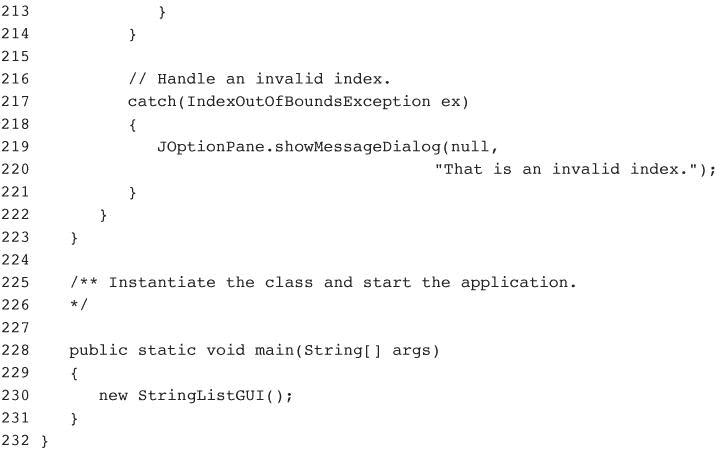 213             }
214          }
215
216          // Handle an invalid index.
217          catch(IndexOutOfBoundsException ex)
218          {
219             JOptionPane.showMessageDialog(null,
220                                         "That is an invalid index.");
221          }
222       }
223    }
224
225    /** Instantiate the class and start the application.
226    */
227
228    public static void main(String[] args)
229    {
230       new StringListGUI();
231    }
232 }